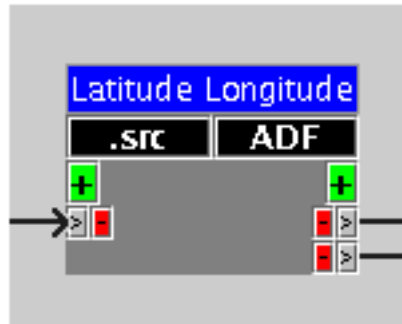 Latitude Longitude
.src ADF
+ +
> - - >
- >